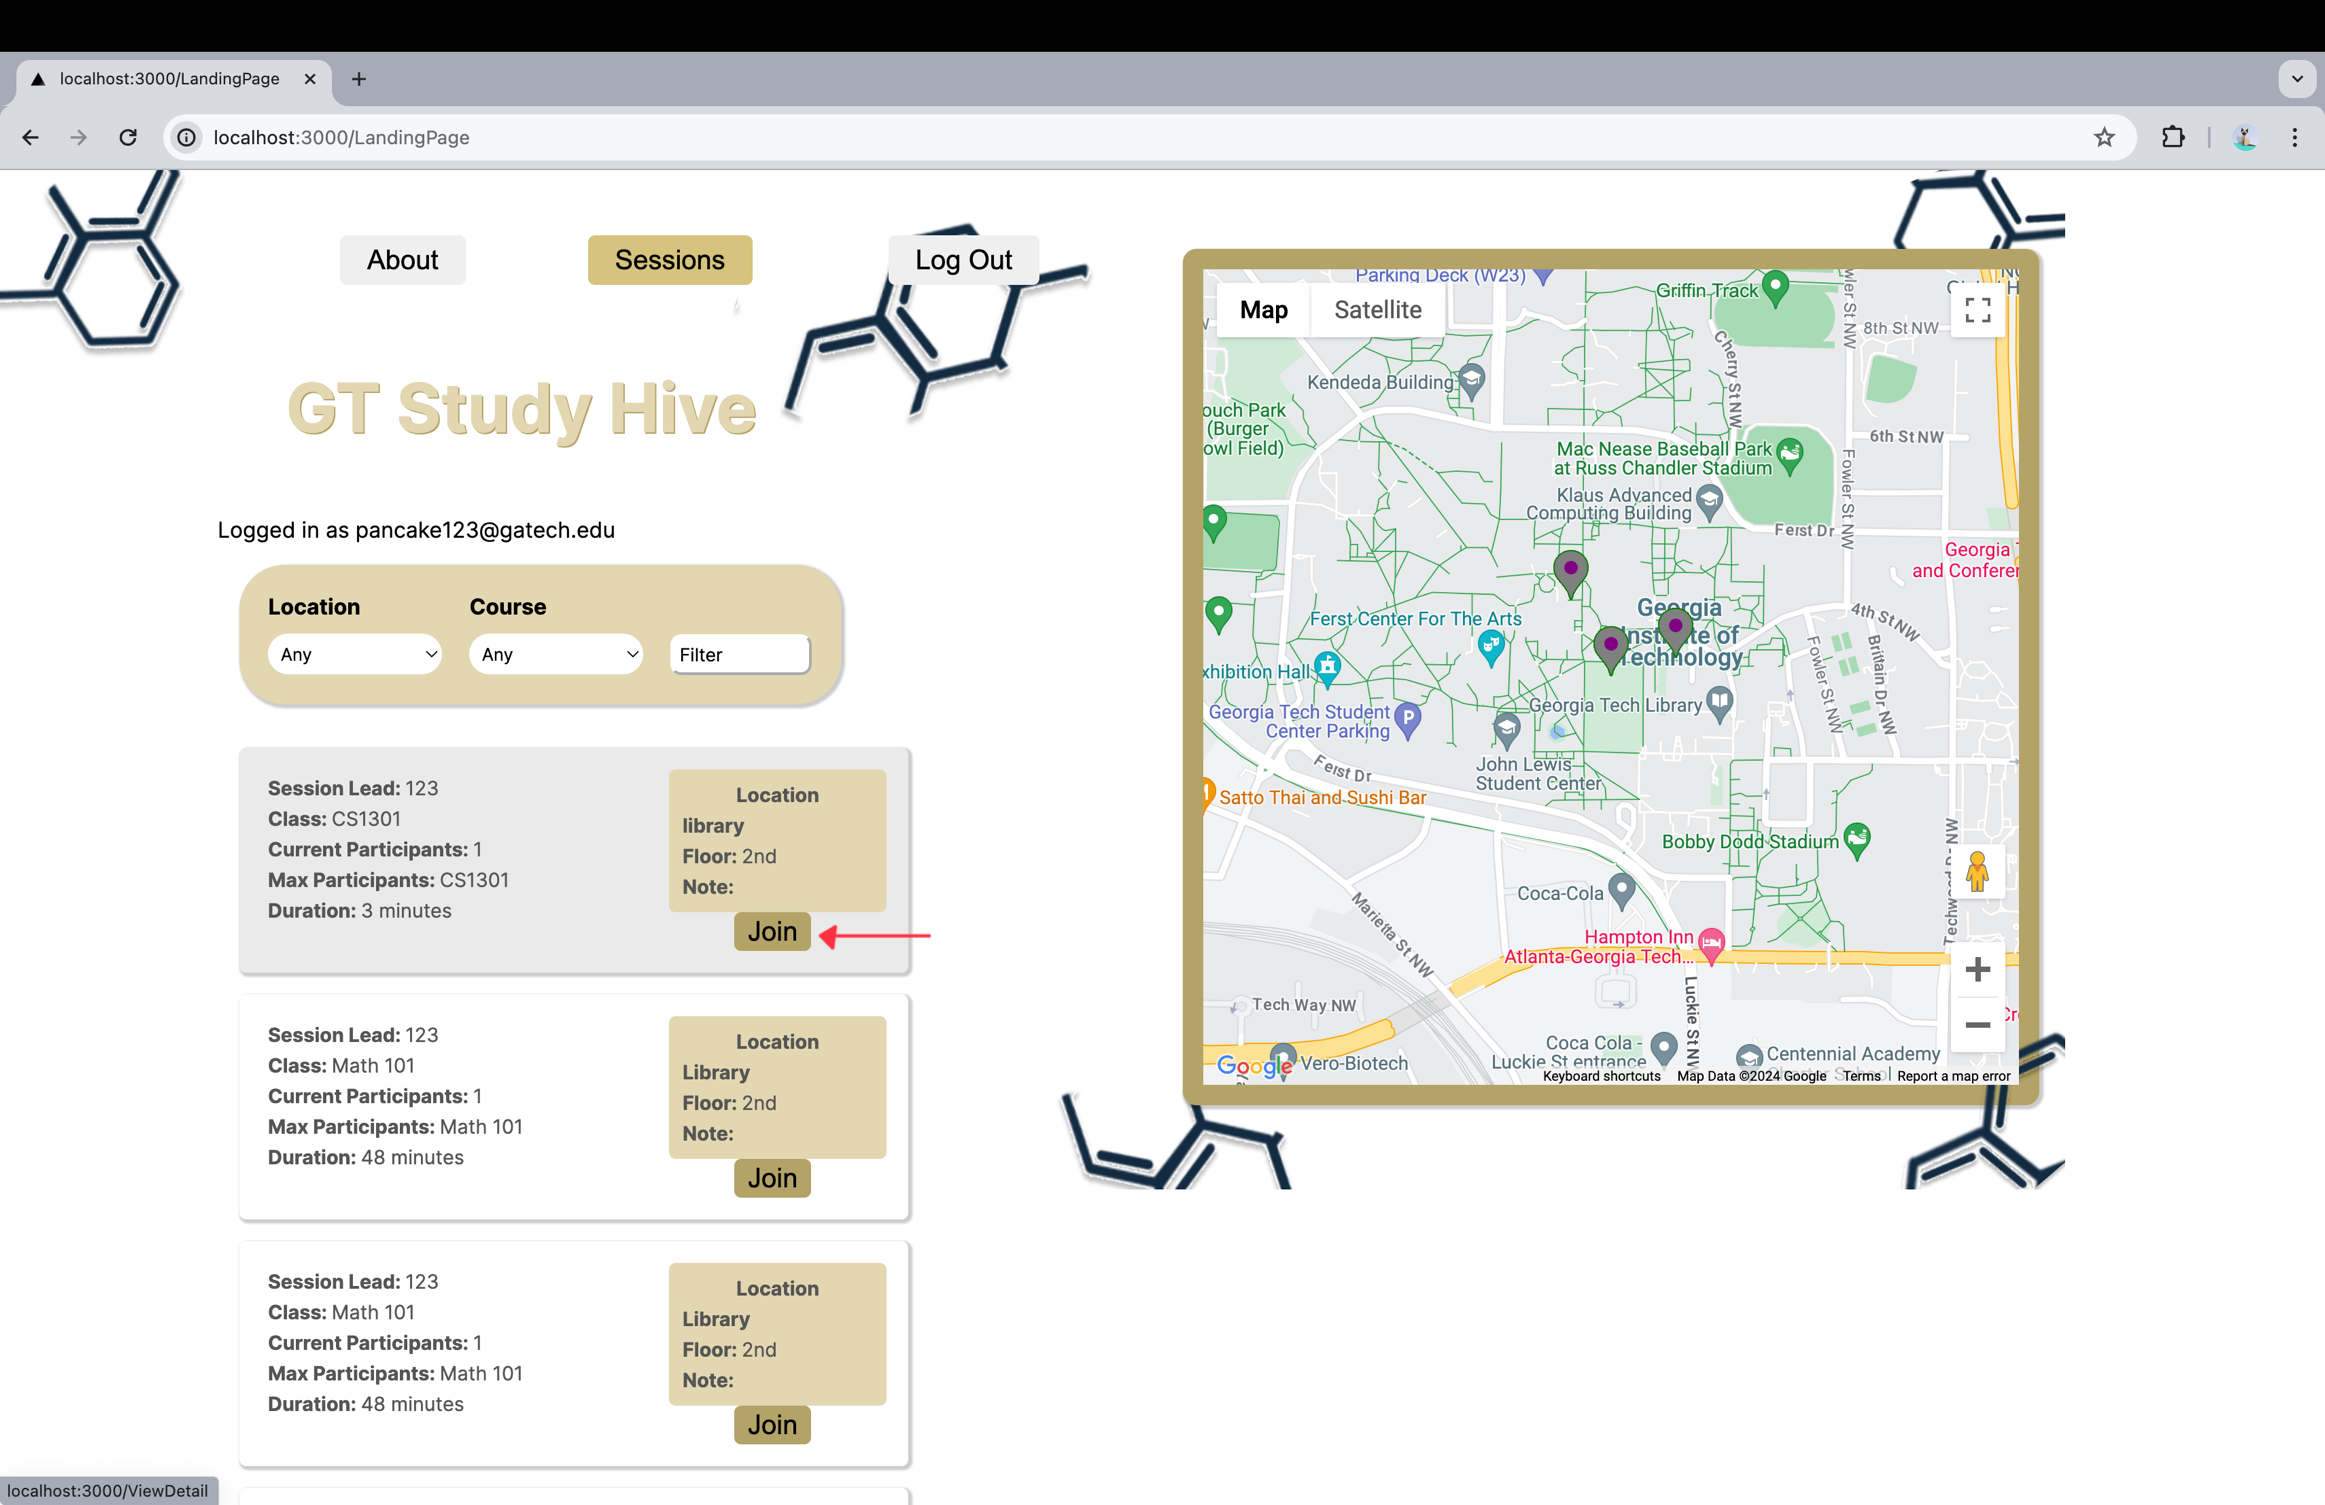 localhost:3000/LandingPage
localhost:3000/LandingPage
About
Sessions
Log Out
GT Study Hive
Logged in as pancake123@gatech.edu
Location
Course
Any
Any
Filter
Session Lead: 123
Class: CS1301
Current Participants: 1
Max Participants: CS1301
Duration: 3 minutes
Location
library
Floor: 2nd
Note:
Join
Session Lead: 123
Class: Math 101
Current Participants: 1
Max Participants: Math 101
Duration: 48 minutes
Location
Library
Floor: 2nd
Note:
Join
Session Lead: 123
Class: Math 101
Current Participants: 1
Max Participants: Math 101
Duration: 48 minutes
Location
Library
Floor: 2nd
Note:
Join
localhost:3000/ViewDetail
Map
Satellite
Parking Deck (W23)
Griffin Track
8th St NW
Cherry St NW
Kendeda Building
ouch Park
(Burger
owl Field)
6th St NW
Fowler St NW
Mac Nease Baseball Park
at Russ Chandler Stadium
Klaus Advanced
Computing Building
Ferst Dr
Georgia
and Confere
Georgia
Institute of
Technology
4th St NW
Fowler St NW
Brittain Dr NW
Ferst Center For The Arts
xhibition Hall
Georgia Tech Library
Georgia Tech Student
Center Parking
P
John Lewis
Student Center
Ferst Dr
Satto Thai and Sushi Bar
Bobby Dodd Stadium
Coca-Cola
Marietta St NW
Hampton Inn
Atlanta-Georgia Tech...
Luckie St NW
Tech Way NW
Coca Cola -
Luckie St entrance
Centennial Academy
Vero-Biotech
Google
Keyboard shortcuts
Map Data ©2024 Google
Terms
Report a map error